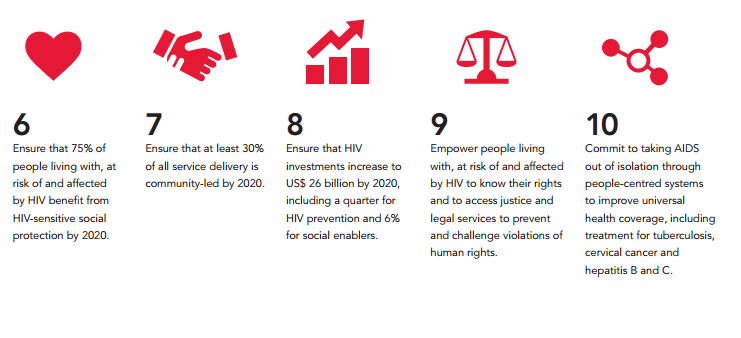 6
Ensure that 75% of
people living with, at
risk of and affected
by HIV benefit from
HIV-sensitive social
protection by 2020.
7
Ensure that at least 30%
of all service delivery is
community-led by 2020.
8
Ensure that HIV
investments increase to
US$ 26 billion by 2020,
including a quarter for
HIV prevention and 6%
for social enablers.
9
Empower people living
with, at risk of and affected
by HIV to know their rights
and to access justice and
legal services to prevent
and challenge violations of
human rights.
10
Commit to taking AIDS
out of isolation through
people-centred systems
to improve universal
health coverage, including
treatment for tuberculosis,
cervical cancer and
hepatitis B and C.